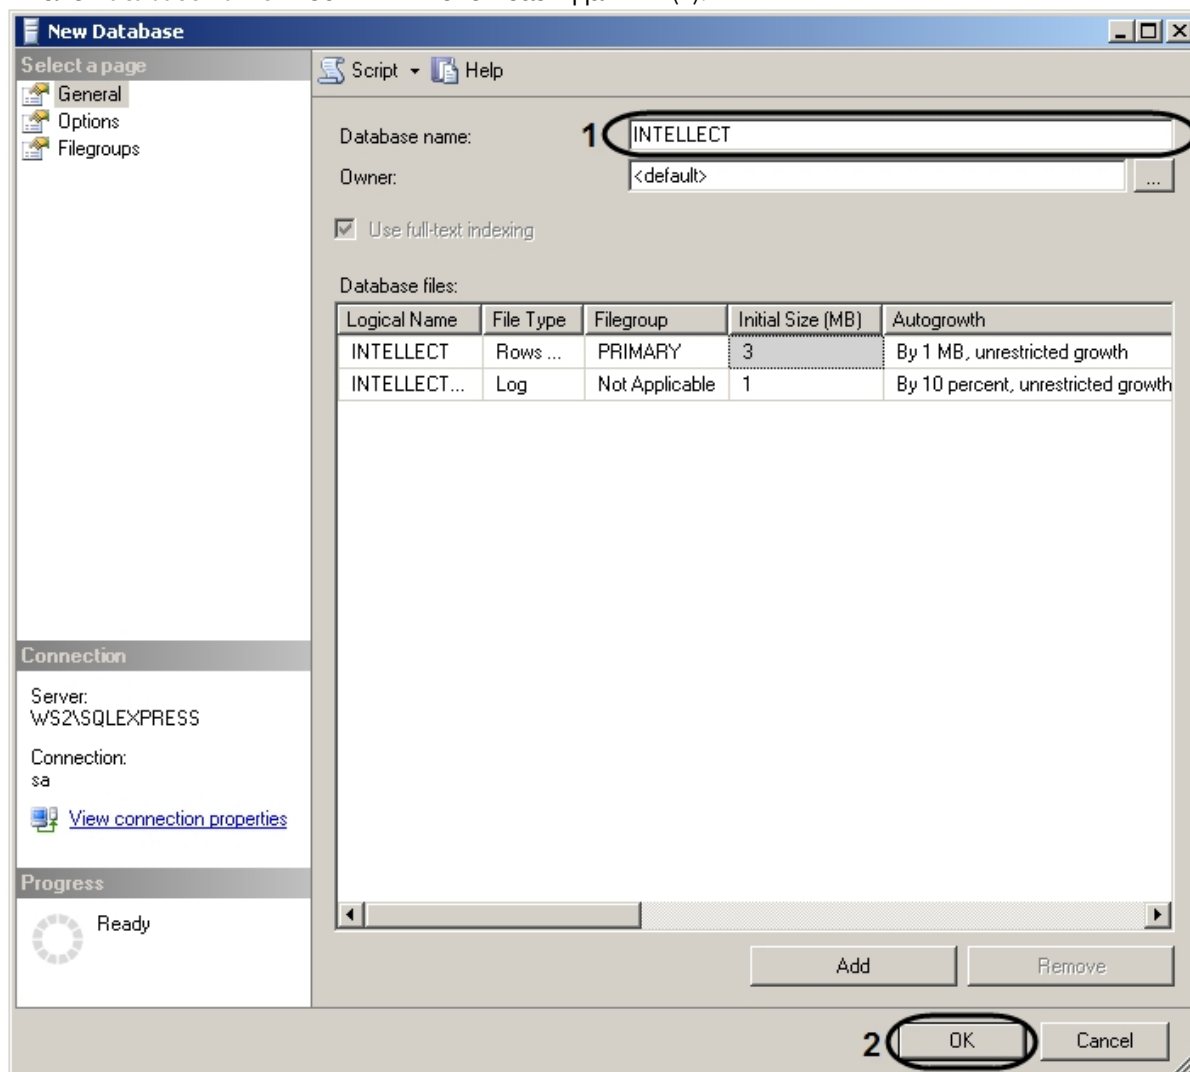 New Database
Select a page
General
Options
Filegroups
Script Help
Database name: 1 INTELLECT
Owner: <default> ...
Use full-text indexing
Database files:
Logical Name File Type Filegroup Initial Size (MB) Autogrowth
INTELLECT Rows ... PRIMARY 3 By 1 MB, unrestricted growth
INTELLECT... Log Not Applicable 1 By 10 percent, unrestricted growth
Connection
Server:
WS2\SQLEXPRESS
Connection:
sa
View connection properties
Progress
Ready
Add Remove
2 OK Cancel